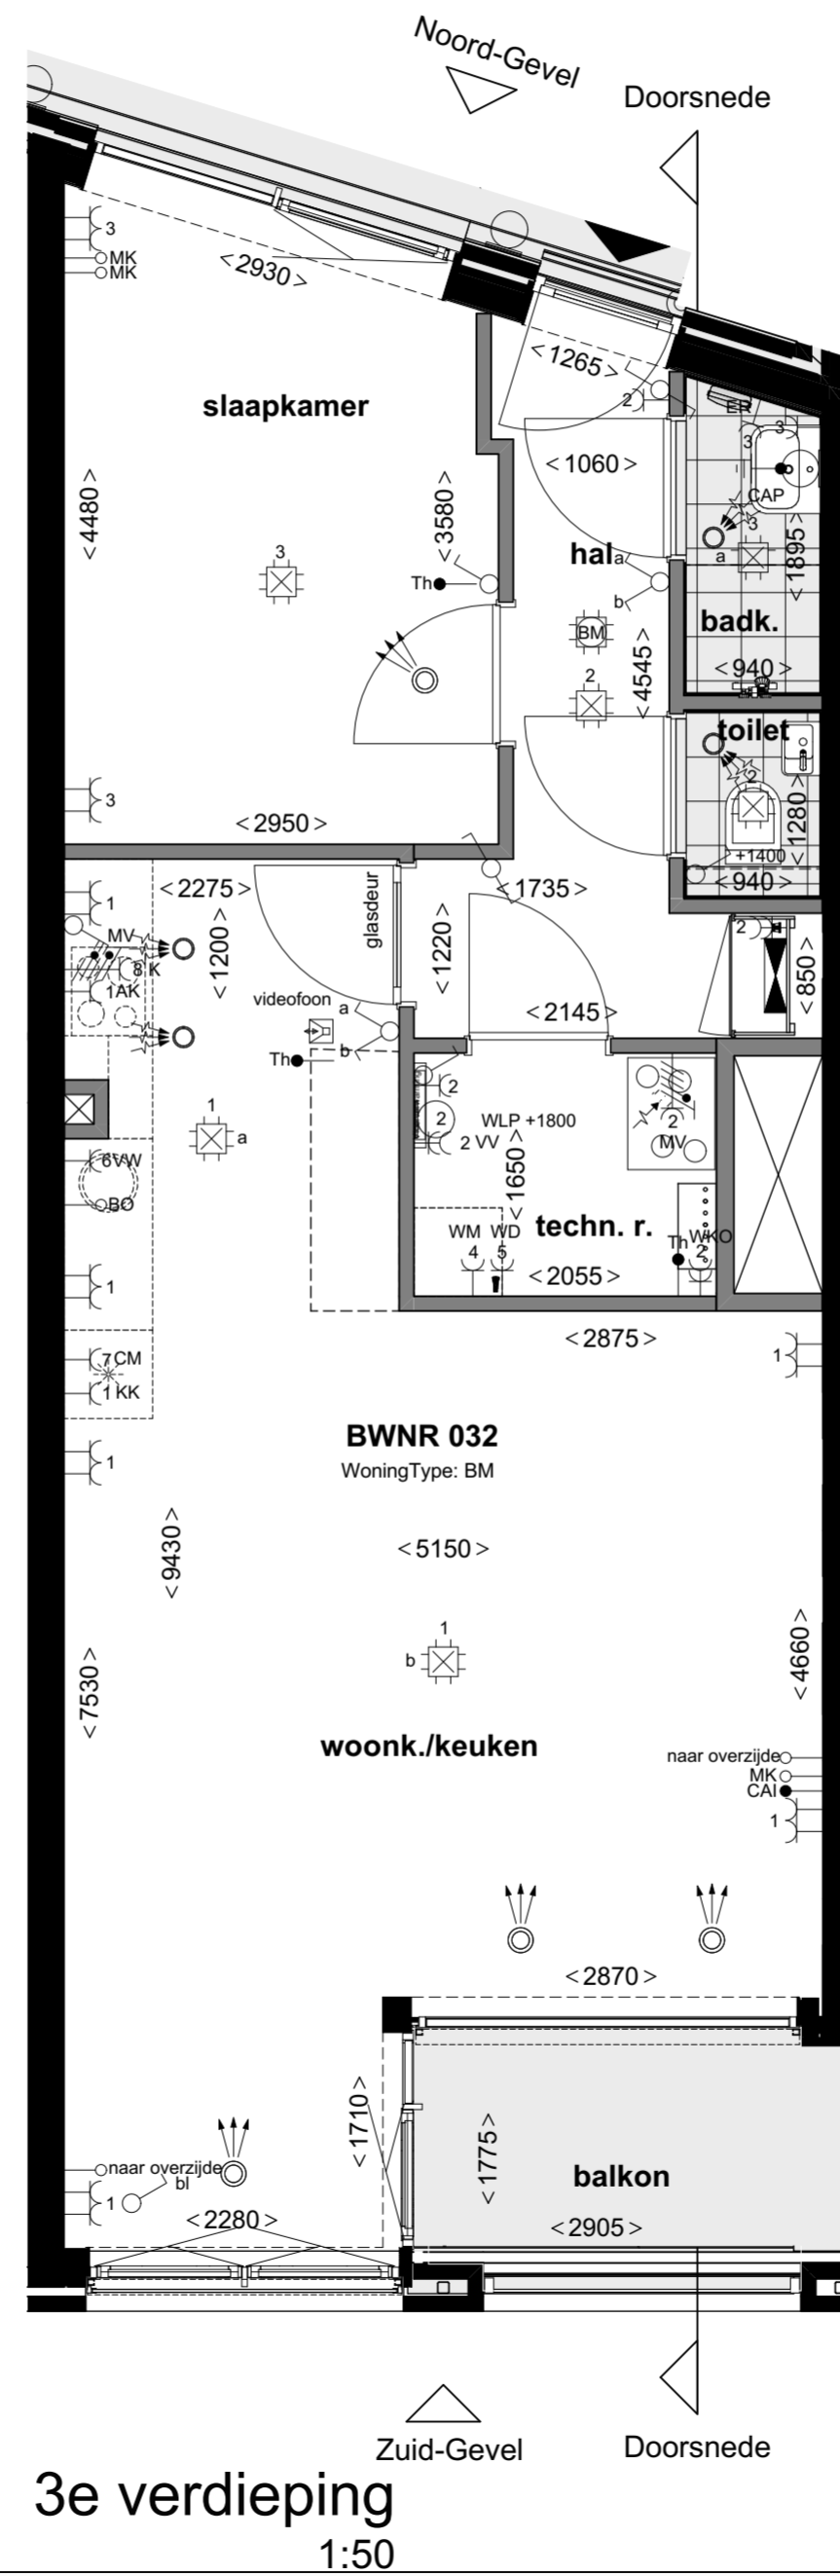 Noord-Gevel
Doorsnede
3
MK
MK
<2930>
<1265>
2
ER
slaapkamer
3
3
<1060>
<4480>
<3580>
CAP
3
hal
a
a
<1895>
3
Th
b
badk.
BM
<4545>
<940>
2
toilet
2
3
<1280>
<2950>
+1400
<2275>
<1735>
<940>
1
glasdeur
MV
<1200>
<1220>
2
<850>
8 K
1AK
videofoon
a
<2145>
b
Th
2
1
a
2
WLP +1800
2
2 VV
MV
6VW
<1650>
BO
WM
WD
techn. r.
Th
WKO
4
5
2
1
<2055>
<2875>
7 CM
1
1 KK
BWNR 032
1
WoningType: BM
<9430>
<5150>
1
b
<4660>
<7530>
woonk./keuken
naar overzijde
MK
CAI
1
<2870>
<1710>
<1775>
naar overzijde
bl
balkon
1
<2280>
<2905>
Zuid-Gevel
Doorsnede
3e verdieping
1:50